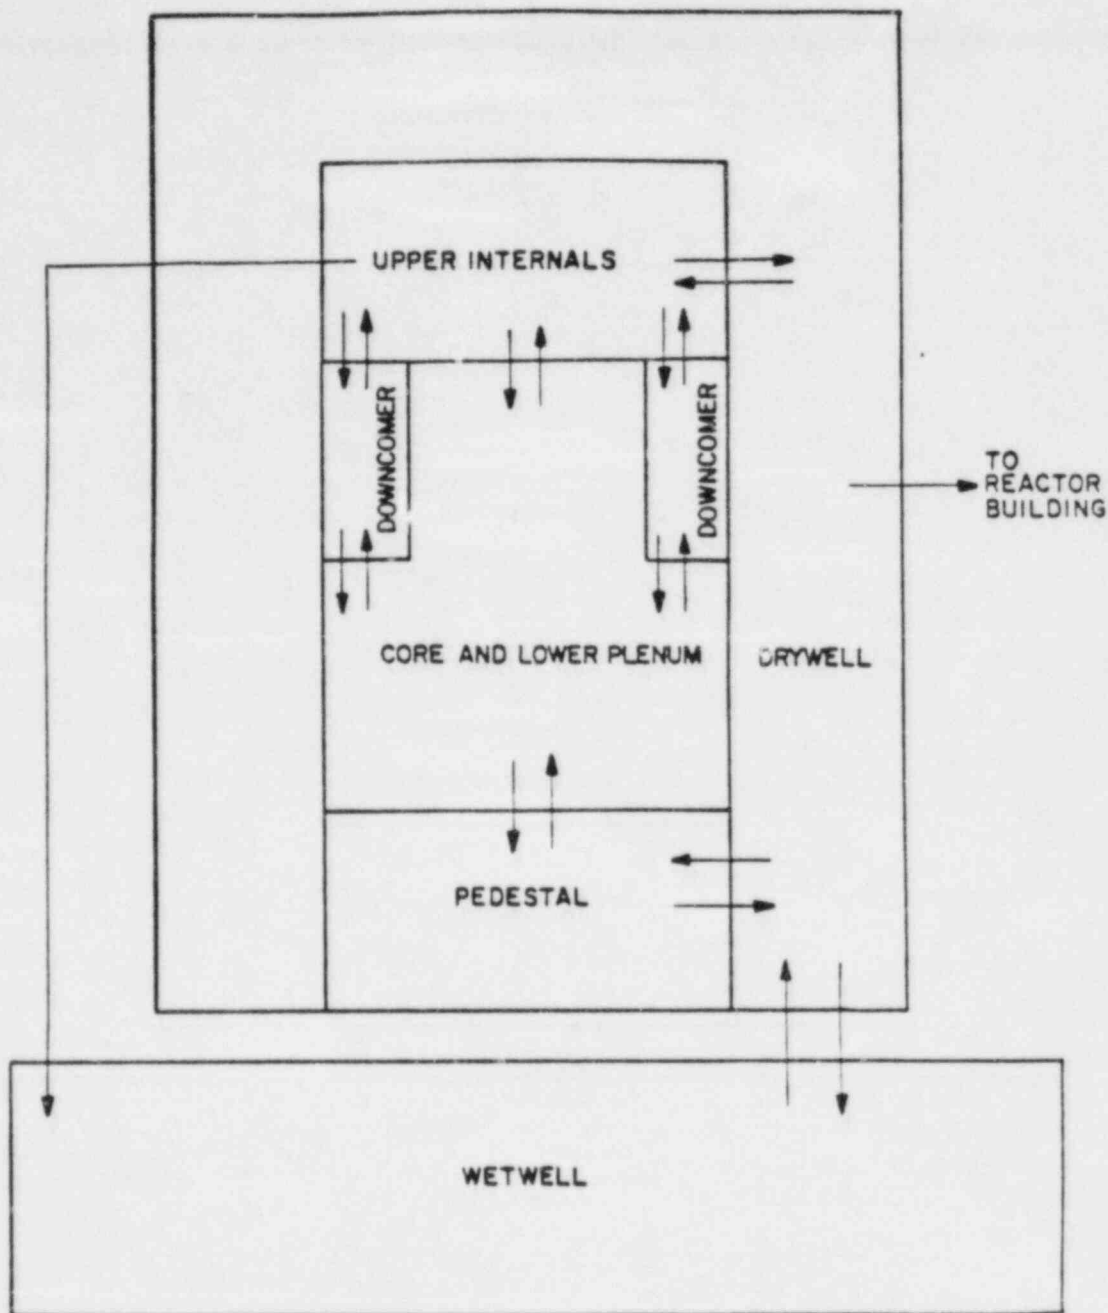 UPPER INTERNALS
DOWNCOMER
DOWNCOMER
TO
REACTOR
BUILDING
CORE AND LOWER PLENUM
DRYWELL
PEDESTAL
WETWELL